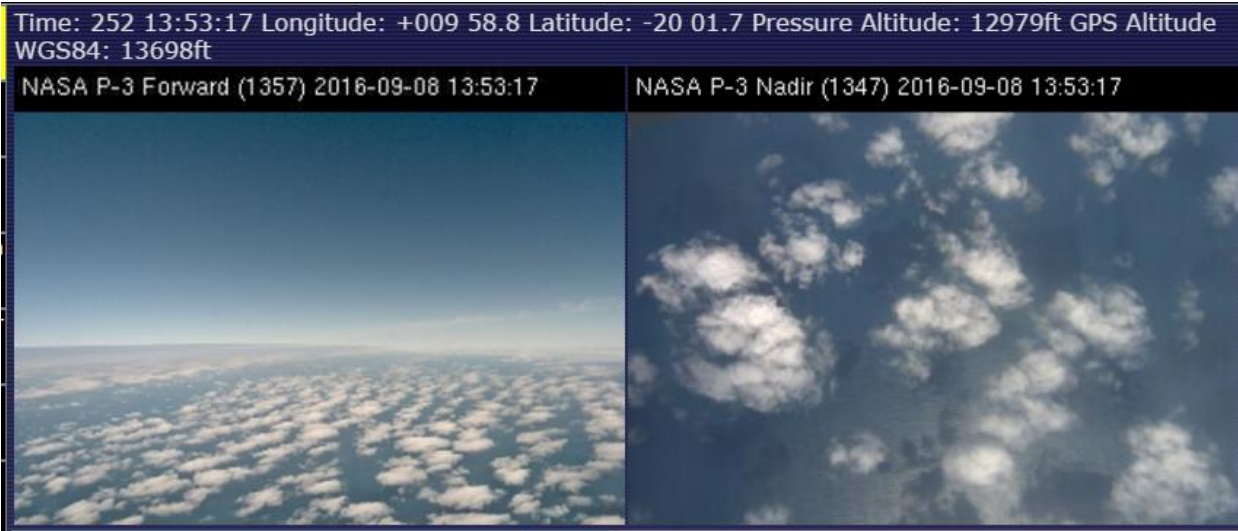 Time: 252 13:53:17 Longitude: +009 58.8 Latitude: -20 01.7 Pressure Altitude: 12979ft GPS Altitude
WGS84: 13698ft
NASA P-3 Forward (1357) 2016-09-08 13:53:17
NASA P-3 Nadir (1347) 2016-09-08 13:53:17